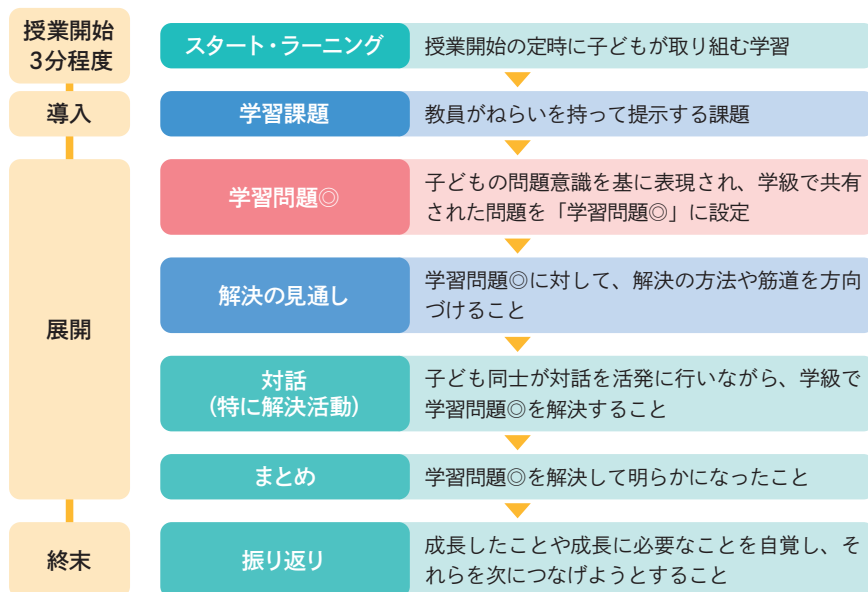 授業開始
3分程度
スタート・ラーニング
授業開始の定時に子どもが取り組む学習
導入
学習課題
教員がねらいを持って提示する課題
展開
学習問題◎
子どもの問題意識を基に表現され、学級で共有
された問題を「学習問題◎」に設定
解決の見通し
学習問題◎に対して、解決の方法や筋道を方向
づけること
対話
(特に解決活動)
子ども同士が対話を活発に行いながら、学級で
学習問題◎を解決すること
まとめ
学習問題◎を解決して明らかになったこと
終末
振り返り
成長したことや成長に必要なことを自覚し、そ
れらを次につなげようとすること